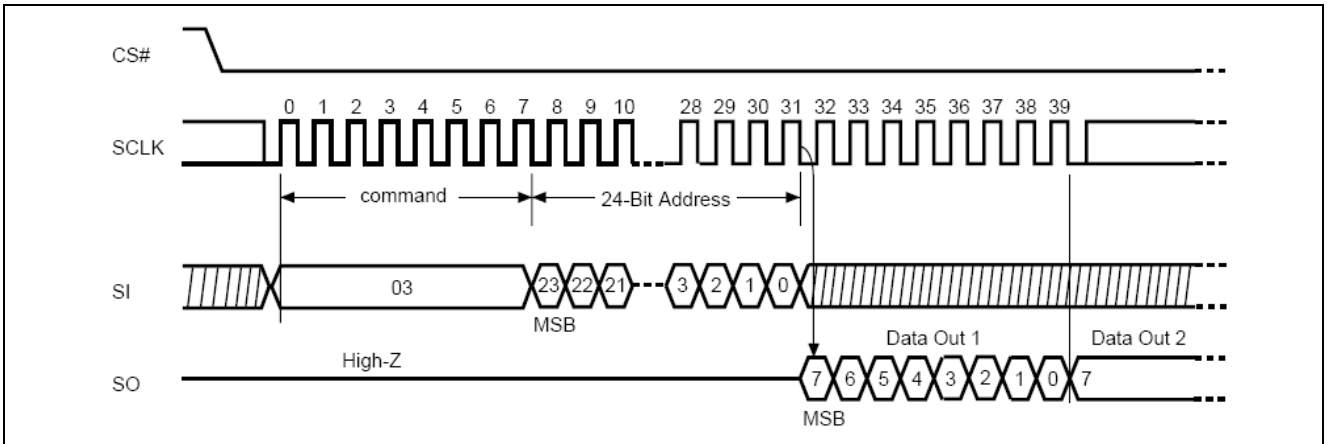 CS#
0 1 2 3 4 5 6 7 8 9 10 28 29 30 31 32 33 34 35 36 37 38 39
SCLK
command
24-Bit Address
SI
03
23 22 21 3 2 1 0
MSB
Data Out 1
Data Out 2
High-Z
SO
7 6 5 4 3 2 1 0 7
MSB